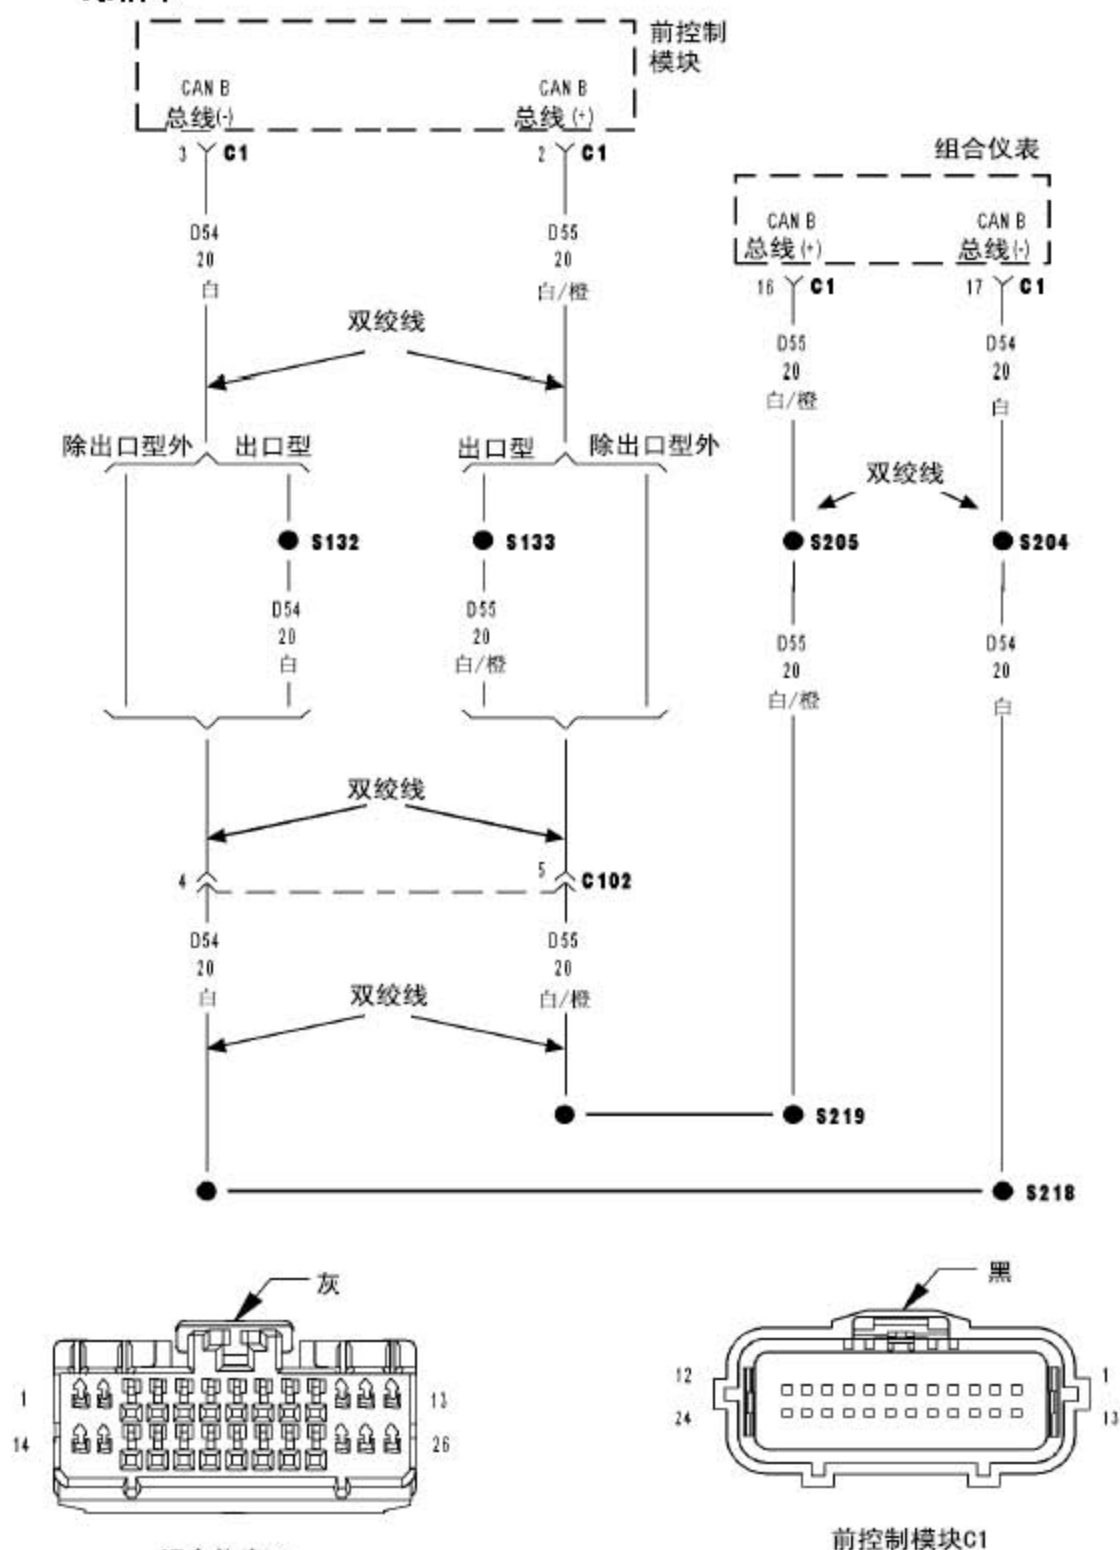 前控制
模块
CAN B
总线(-)
CAN B
总线(+)
3 C1
2 C1
组合仪表
CAN B
总线(+)
CAN B
总线(-)
16 C1
17 C1
D54
20
白
D55
20
白/橙
双绞线
D55
20
白/橙
D54
20
白
除出口型外
出口型
出口型
除出口型外
双绞线
S132
S133
S205
S204
D54
20
白
D55
20
白/橙
D55
20
白/橙
D54
20
白
双绞线
4
5 C102
D54
20
白
D55
20
白/橙
双绞线
S219
S218
灰
黑
1
13
14
26
12
1
24
13
前控制模块C1